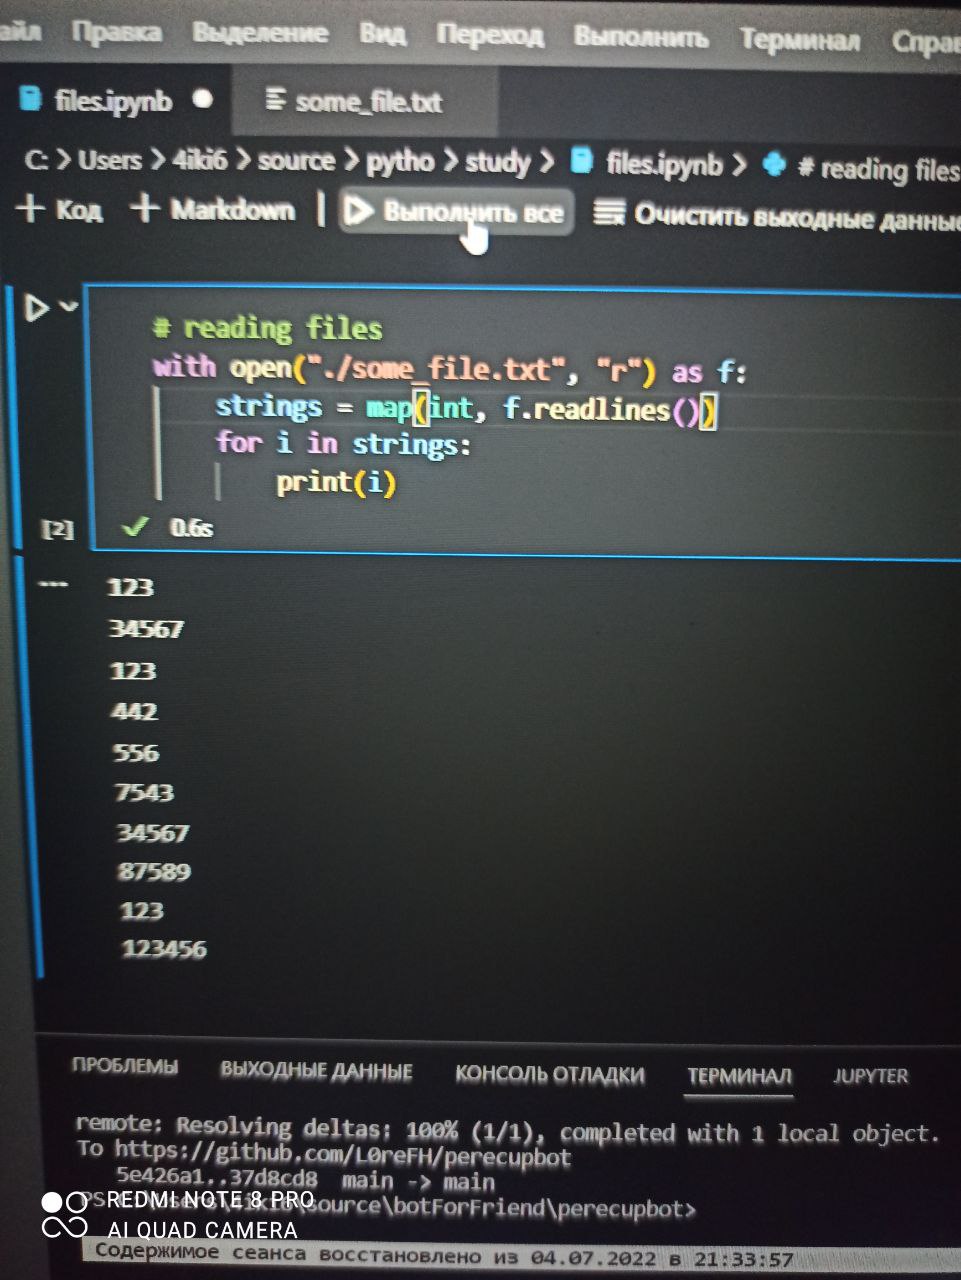 айл Правка Выделение Вид Переход Выполнить Терминал Справ
files.ipynb some_file.txt
C: > Users > 4iki6 > source > pytho > study > files.ipynb > # reading files
+ Код + Markdown | Выполнить все Очистить выходные данные
# reading files
with open("./some_file.txt", "r") as f:
strings = map(int, f.readlines())
for i in strings:
print(i)
[2] 0.6s
123
34567
123
442
556
7543
34567
87589
123
123456
ПРОБЛЕМЫ ВЫХОДНЫЕ ДАННЫЕ КОНСОЛЬ ОТЛАДКИ ТЕРМИНАЛ JUPYTER
remote: Resolving deltas: 100% (1/1), completed with 1 local object.
To https://github.com/L0reFH/perecupbot
5e426a1..37d8cd8 main -> main
PS C:\Users\4iki6\source\botForFriend\perecupbot>
REDMI NOTE 8 PRO
AI QUAD CAMERA
Содержимое сеанса восстановлено из 04.07.2022 в 21:33:57